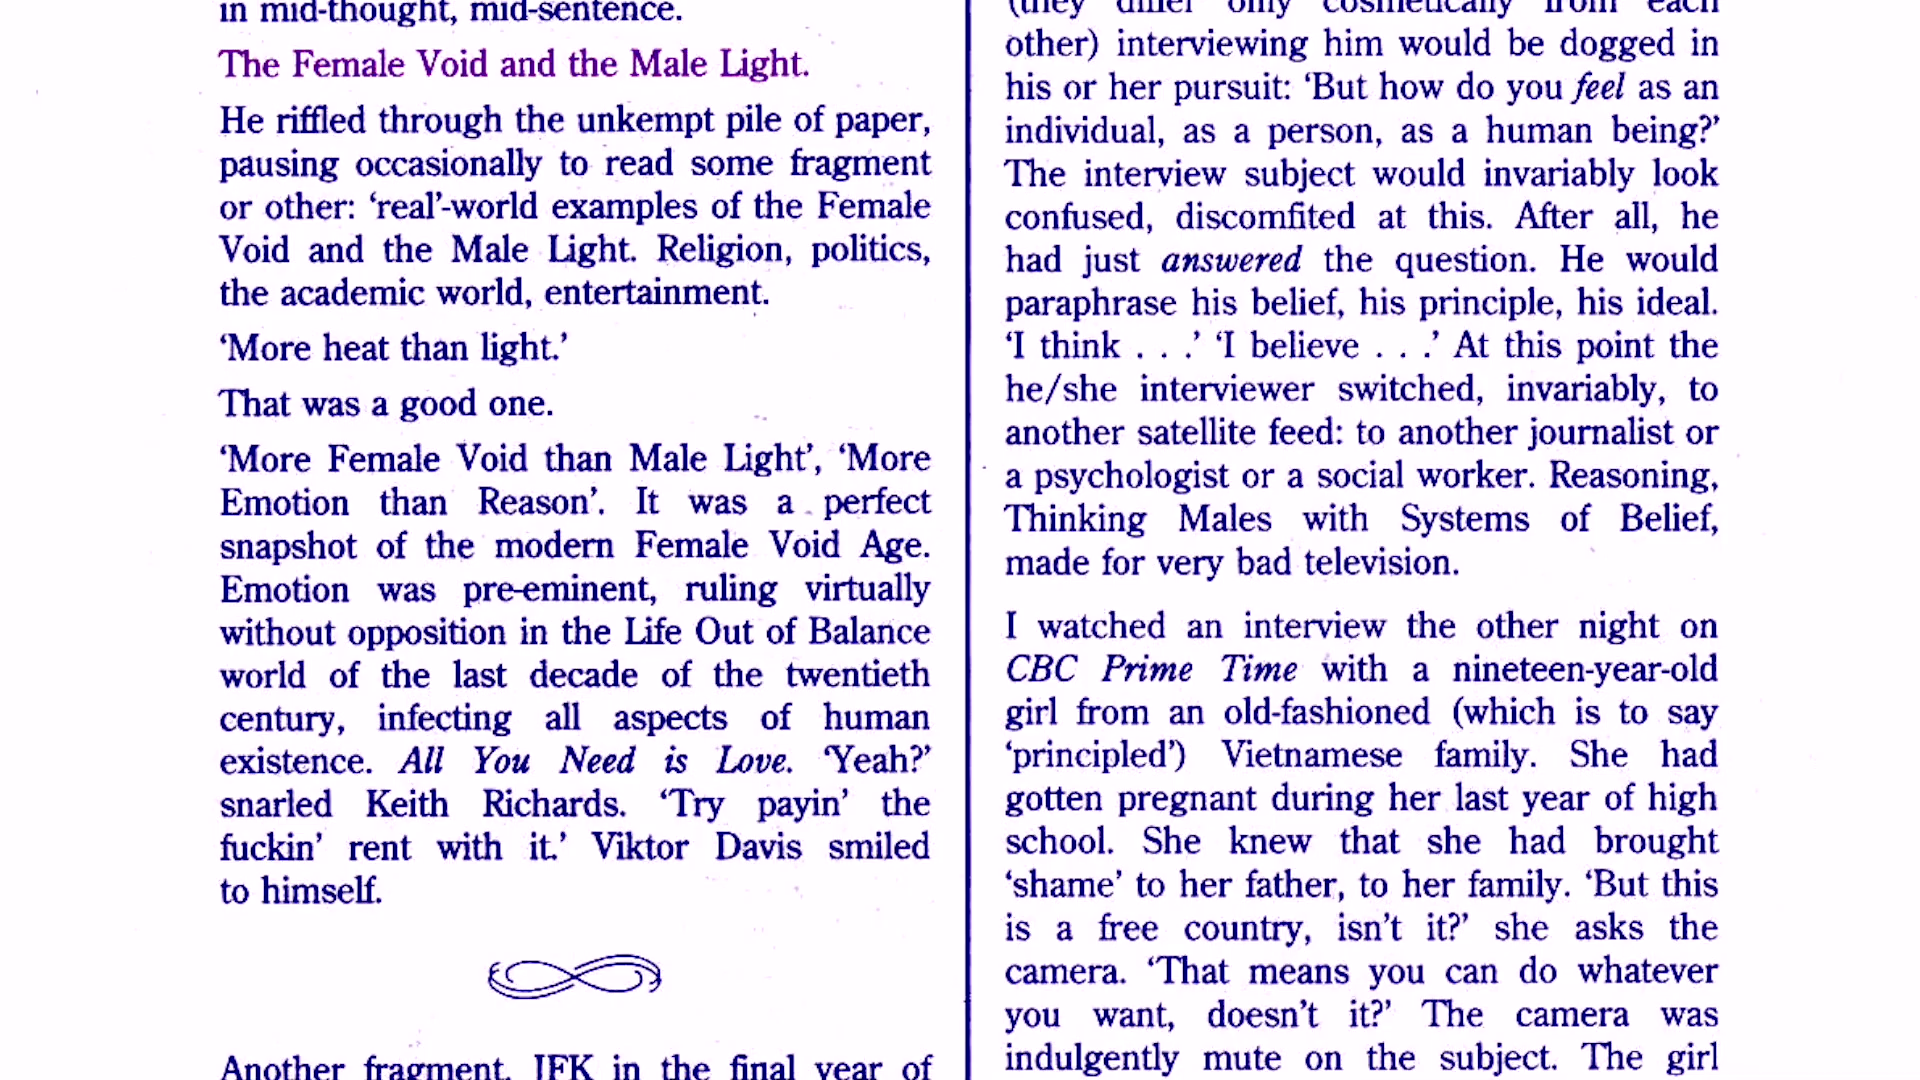 in mid-thought, mid-sentence.
The Female Void and the Male Light.
He riffled through the unkempt pile of paper,
pausing occasionally to read some fragment
or other: ‘real’-world examples of the Female
Void and the Male Light. Religion, politics,
the academic world, entertainment.
‘More heat than light.’
That was a good one.
‘More Female Void than Male Light’, ‘More
Emotion than Reason’. It was a perfect
snapshot of the modern Female Void Age.
Emotion was pre-eminent, ruling virtually
without opposition in the Life Out of Balance
world of the last decade of the twentieth
century, infecting all aspects of human
existence. All You Need is Love. ‘Yeah?’
snarled Keith Richards. ‘Try payin’ the
fuckin’ rent with it.’ Viktor Davis smiled
to himself.
Another fragment. JFK in the final year of
(they differ only cosmetically from each
other) interviewing him would be dogged in
his or her pursuit: ‘But how do you feel as an
individual, as a person, as a human being?’
The interview subject would invariably look
confused, discomfited at this. After all, he
had just answered the question. He would
paraphrase his belief, his principle, his ideal.
‘I think . . .’ ‘I believe . . .’ At this point the
he/she interviewer switched, invariably, to
another satellite feed: to another journalist or
a psychologist or a social worker. Reasoning,
Thinking Males with Systems of Belief,
made for very bad television.
I watched an interview the other night on
CBC Prime Time with a nineteen-year-old
girl from an old-fashioned (which is to say
‘principled’) Vietnamese family. She had
gotten pregnant during her last year of high
school. She knew that she had brought
‘shame’ to her father, to her family. ‘But this
is a free country, isn’t it?’ she asks the
camera. ‘That means you can do whatever
you want, doesn’t it?’ The camera was
indulgently mute on the subject. The girl